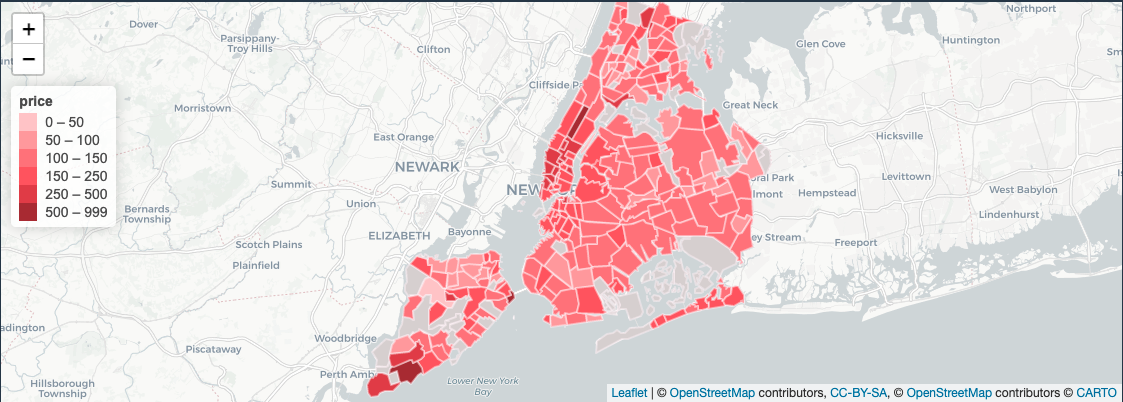 Northport
Dover
Parsippany-
Troy Hills
Clifton
Glen Cove
Huntington
+
−
Cliffside Pa
price
0 – 50
50 – 100
100 – 150
150 – 250
250 – 500
500 – 999
Morristown
Great Neck
East Orange
Hicksville
NEWARK
Summit
NEW
oral Park
Levittown
lmont
Hempstead
West Babylon
Union
Bernards
Township
Lindenhurst
ELIZABETH
Bayonne
ey Stream
Freeport
Scotch Plains
Plainfield
adington
Woodbridge
Piscataway
Perth Amb
Hillsborough
Township
Lower New York
Bay
Leaflet | © OpenStreetMap contributors, CC-BY-SA, © OpenStreetMap contributors © CARTO